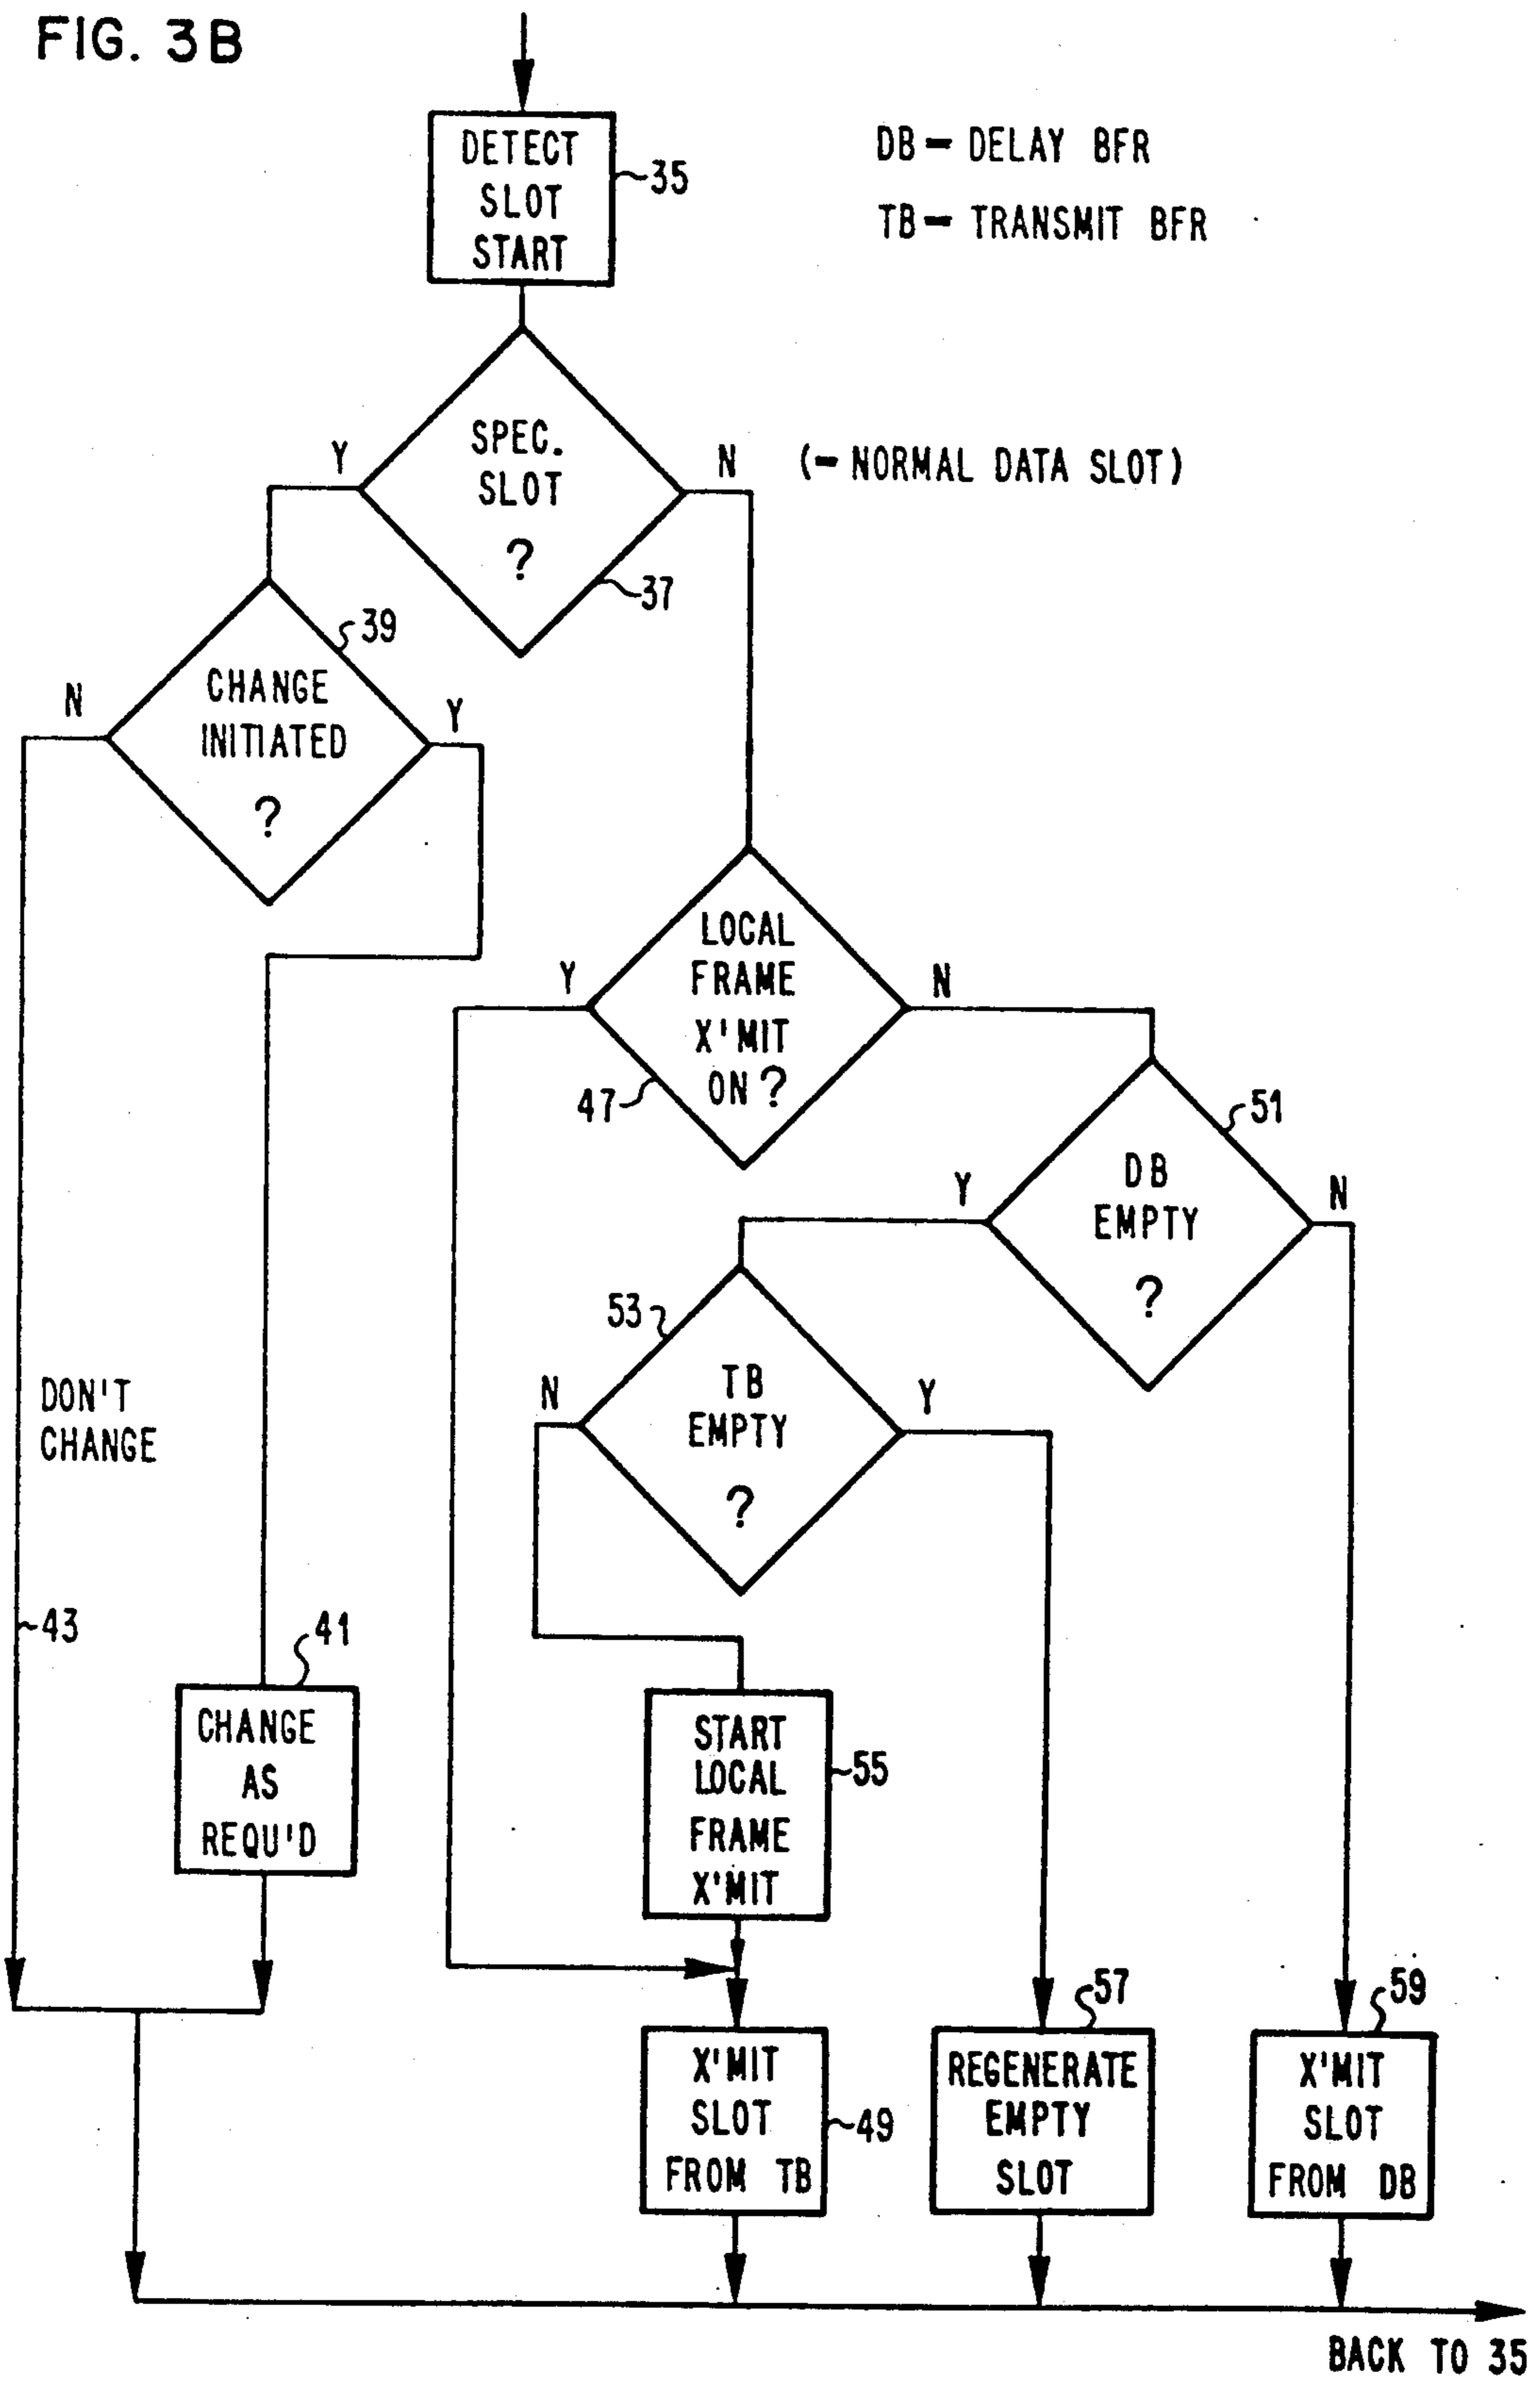 FIG. 3B
DETECT
SLOT
START
35
DB - DELAY BFR
TB - TRANSMIT BFR
SPEC.
SLOT
?
37
Y
N
(- NORMAL DATA SLOT)
CHANGE
INITIATED
?
39
N
Y
LOCAL
FRAME
X'MIT
ON ?
47
Y
N
DB
EMPTY
?
51
Y
N
TB
EMPTY
?
53
N
Y
DON'T
CHANGE
43
CHANGE
AS
REQU'D
41
START
LOCAL
FRAME
X'MIT
55
X'MIT
SLOT
FROM TB
49
REGENERATE
EMPTY
SLOT
57
X'MIT
SLOT
FROM DB
59
BACK TO 35